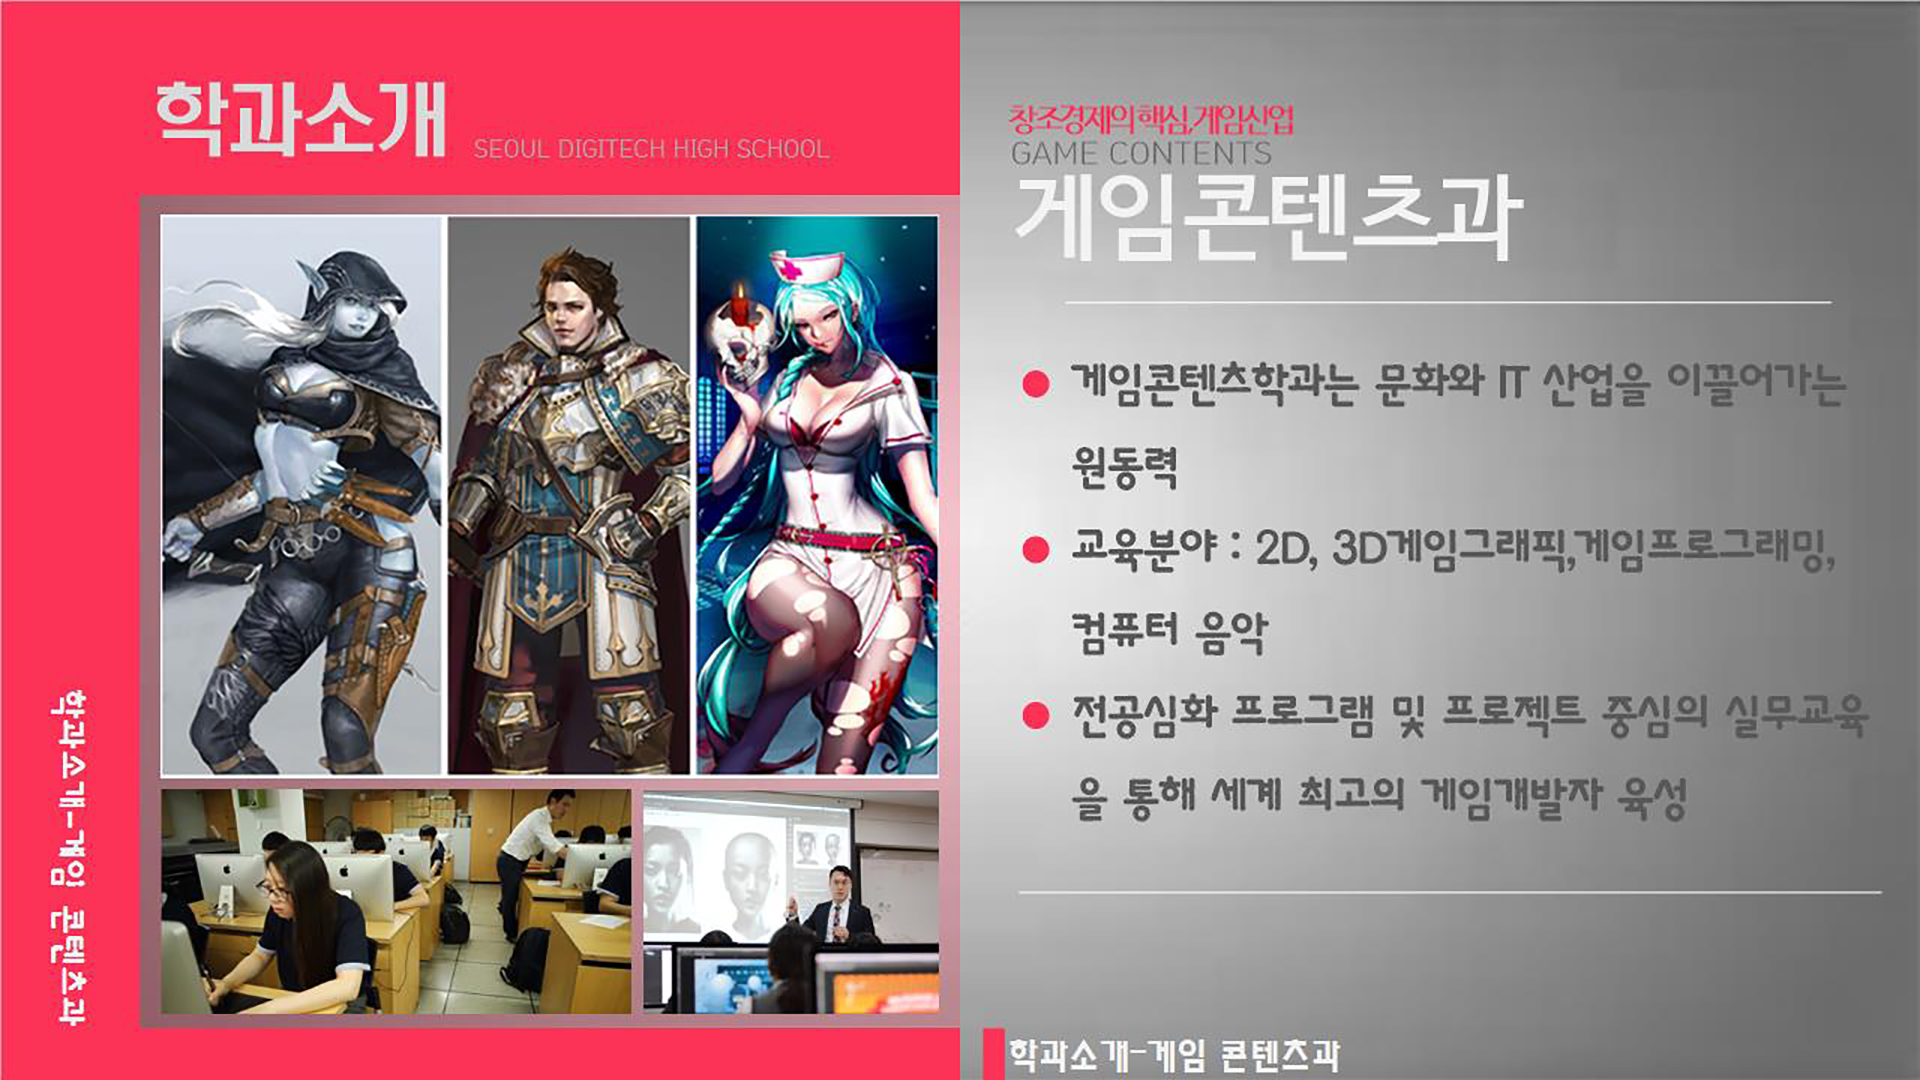 학과소개
SEOUL DIGITECH HIGH SCHOOL
학과소개-게임 콘텐츠과
창조경제의 핵심,게임산업
GAME CONTENTS
게임콘텐츠과
게임콘텐츠학과는 문화와 IT 산업을 이끌어가는
원동력
교육분야 : 2D, 3D게임그래픽,게임프로그래밍,
컴퓨터 음악
전공심화 프로그램 및 프로젝트 중심의 실무교육
을 통해 세계 최고의 게임개발자 육성
학과소개-게임 콘텐츠과